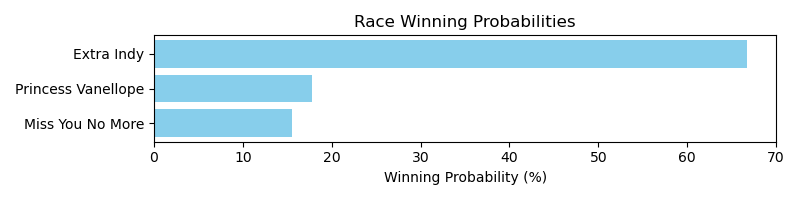 Race Winning Probabilities
Extra Indy
Princess Vanellope
Miss You No More
0 10 20 30 40 50 60 70
Winning Probability (%)